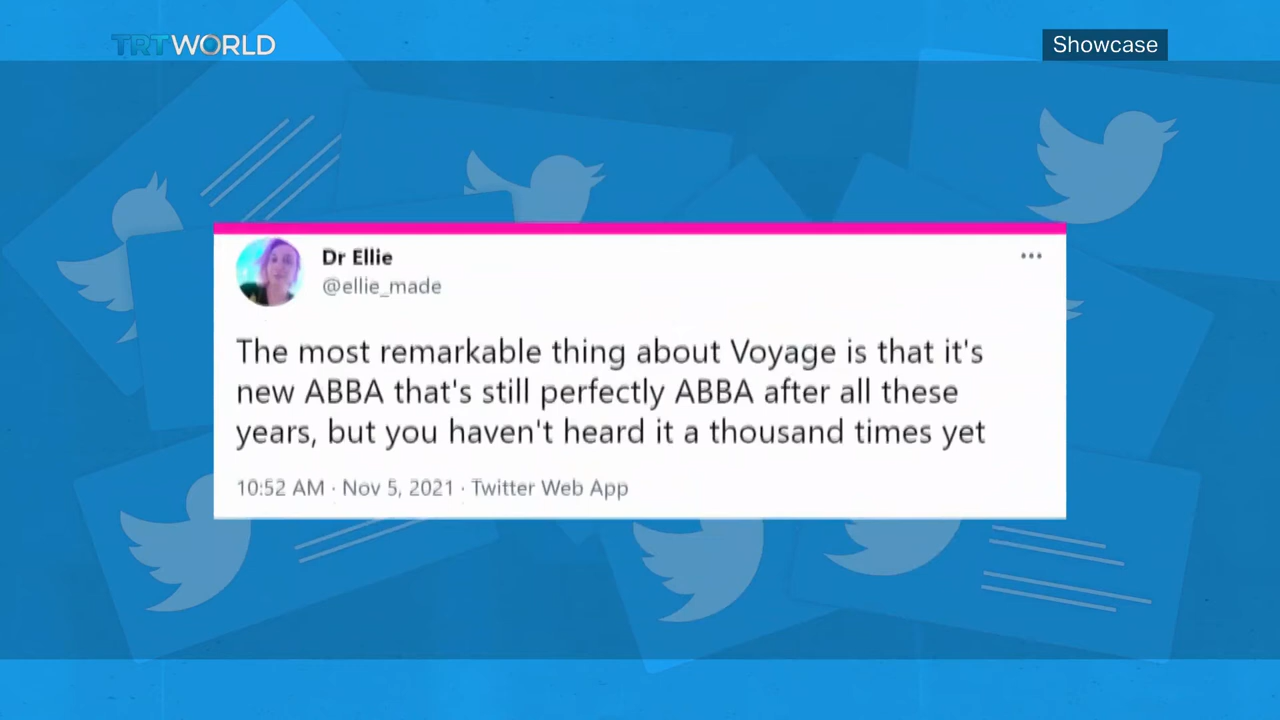 TRT WORLD
Showcase
Dr Ellie
@ellie_made
The most remarkable thing about Voyage is that it's
new ABBA that's still perfectly ABBA after all these
years, but you haven't heard it a thousand times yet
10:52 AM · Nov 5, 2021 · Twitter Web App